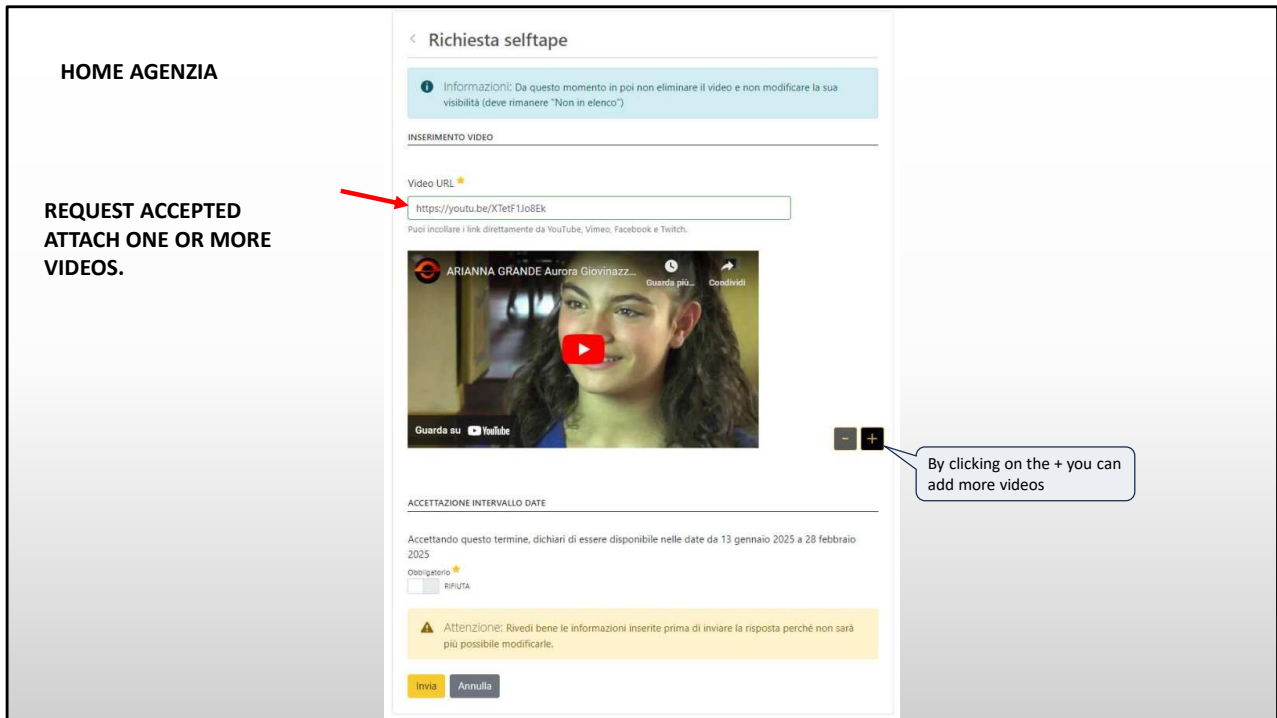 HOME AGENZIA
REQUEST ACCEPTED
ATTACH ONE OR MORE
VIDEOS.
Richiesta selftape
Informazioni: Da questo momento in poi non eliminare il video e non modificare la sua
visibilità (deve rimanere "Non in elenco")
INSERIMENTO VIDEO
Video URL
https://youtu.be/XTetF1Jo8Ek
Puoi incollare i link direttamente da YouTube, Vimeo, Facebook e Twitch.
ARIANNA GRANDE Aurora Giovinazz...
Guarda più...
Condividi
Guarda su YouTube
- +
By clicking on the + you can
add more videos
ACCETTAZIONE INTERVALLO DATE
Accettando questo termine, dichiari di essere disponibile nelle date da 13 gennaio 2025 a 28 febbraio
2025
Obbligatorio
RIFIUTA
Attenzione: Rivedi bene le informazioni inserite prima di inviare la risposta perché non sarà
più possibile modificarle.
Invia
Annulla